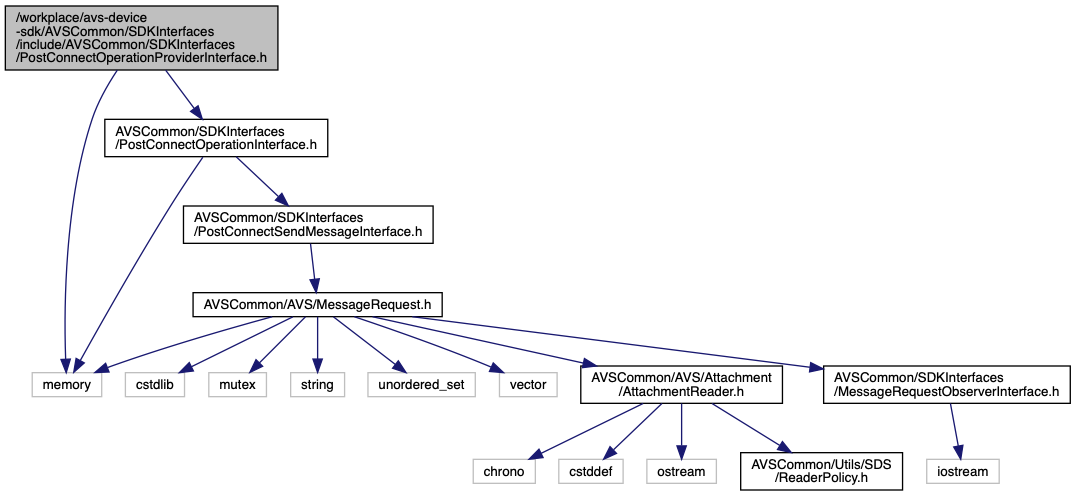 /workplace/avs-device
-sdk/AVSCommon/SDKInterfaces
/include/AVSCommon/SDKInterfaces
/PostConnectOperationProviderInterface.h
AVSCommon/SDKInterfaces
/PostConnectOperationInterface.h
AVSCommon/SDKInterfaces
/PostConnectSendMessageInterface.h
AVSCommon/AVS/MessageRequest.h
memory
cstdlib
mutex
string
unordered_set
vector
AVSCommon/AVS/Attachment
/AttachmentReader.h
AVSCommon/SDKInterfaces
/MessageRequestObserverInterface.h
chrono
cstddef
ostream
AVSCommon/Utils/SDS
/ReaderPolicy.h
iostream